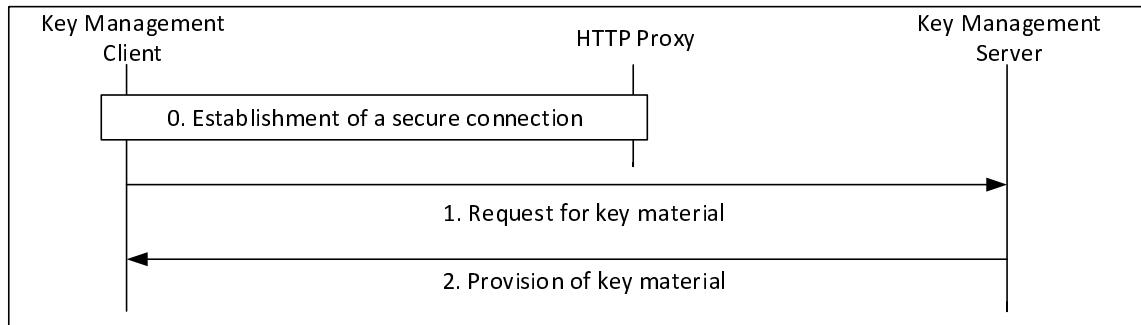 Key Management
Client
HTTP Proxy
Key Management
Server
0. Establishment of a secure connection
1. Request for key material
2. Provision of key material